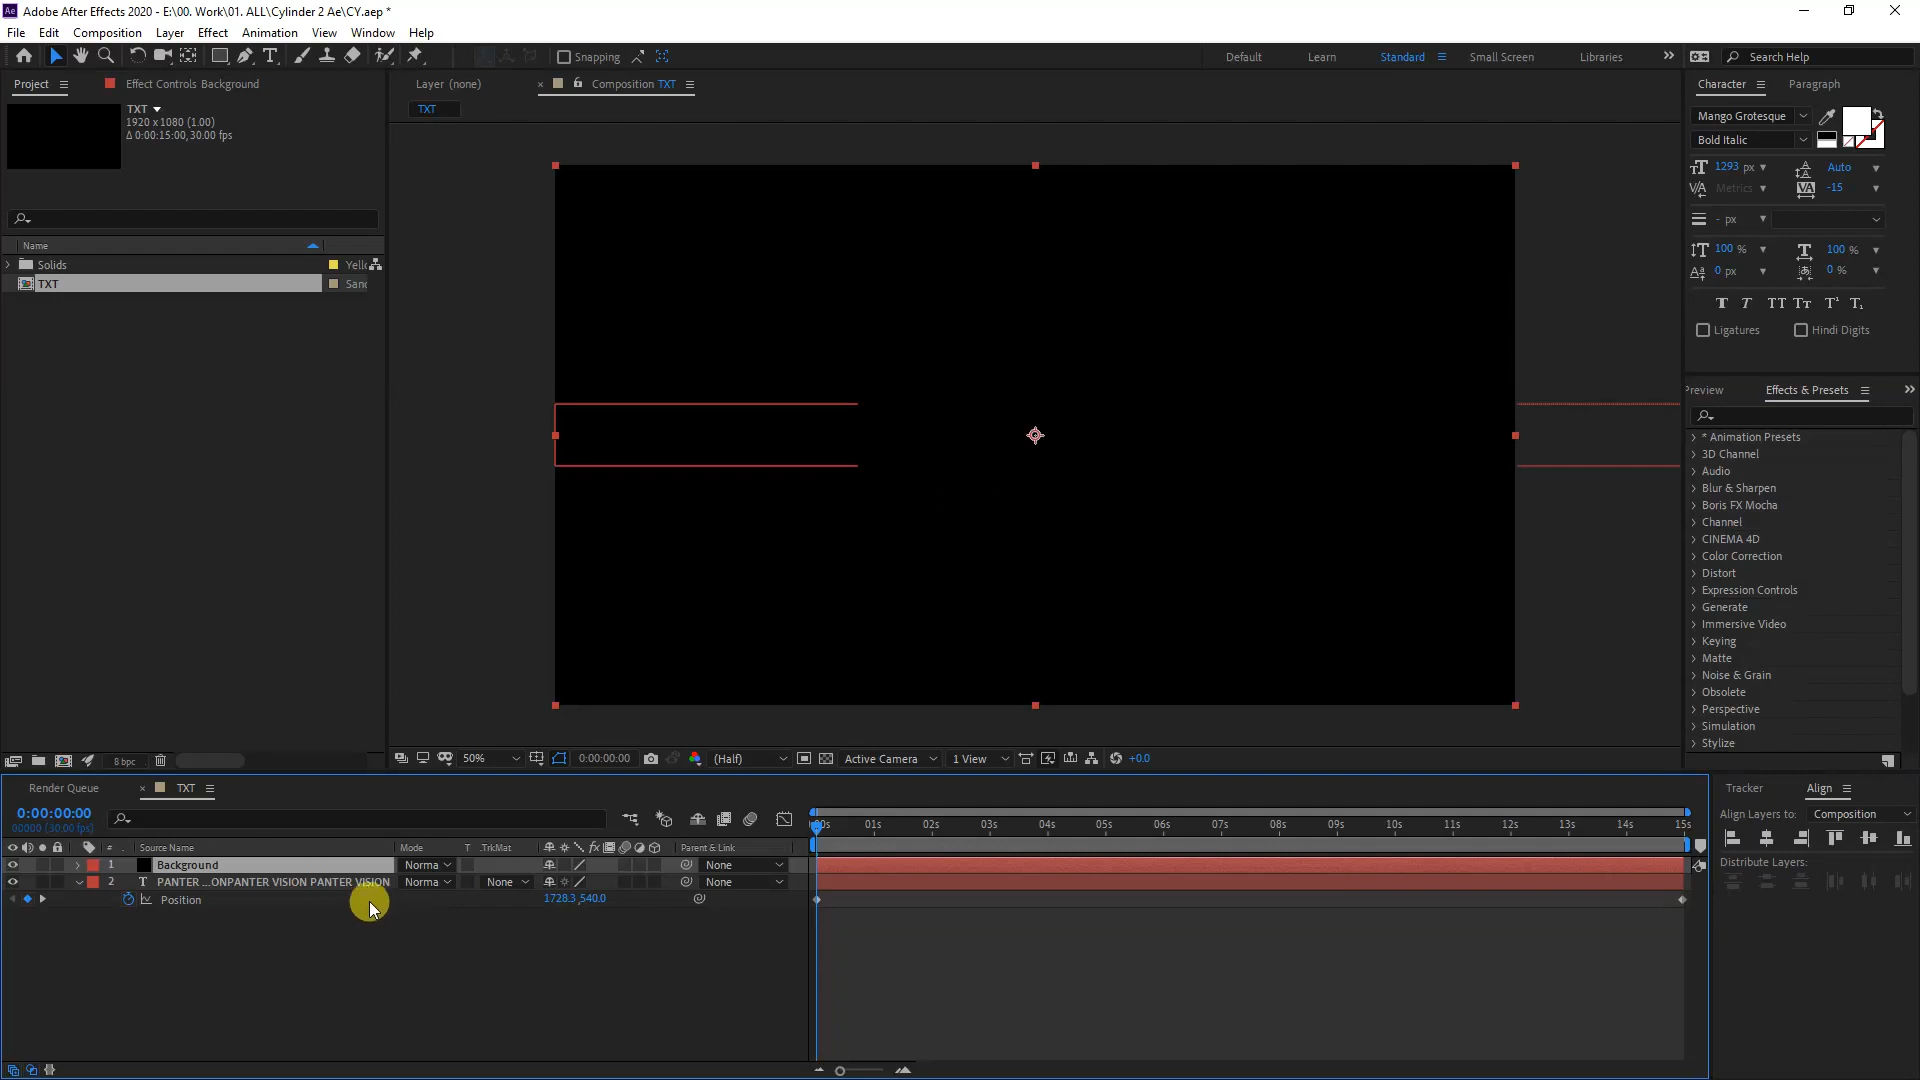 Ae Adobe After Effects 2020 - E:\00. Work\01. ALL\Cylinder 2 Ae\CY.aep *
File Edit Composition Layer Effect Animation View Window Help
Snapping
Default Learn Standard Small Screen Libraries Search Help
Project Effect Controls Background
Layer (none) Composition TXT
Character Paragraph
TXT
1920 x 1080 (1.00)
Δ 0:00:15:00, 30.00 fps
TXT
Mango Grotesque
Bold Italic
1293 px Auto
Metrics -15
- px
100 % 100 %
0 px 0 %
T T TT Tт T¹ T₁
Ligatures Hindi Digits
Name
Solids
TXT Sand
Preview Effects & Presets
* Animation Presets
3D Channel
Audio
Blur & Sharpen
Boris FX Mocha
Channel
CINEMA 4D
Color Correction
Distort
Expression Controls
Generate
Immersive Video
Keying
Matte
Noise & Grain
Obsolete
Perspective
Simulation
Stylize
8 bpc
50% 0:00:00:00 (Half) Active Camera 1 View +0.0
Render Queue TXT
0:00:00:00
00000 (30.00 fps)
:00s 01s 02s 03s 04s 05s 06s 07s 08s 09s 10s 11s 12s 13s 14s 15s
# Source Name Mode T .TrkMat Parent & Link
1 Background Norma None
2 T PANTER ...ONPANTER VISION PANTER VISION Norma None None
Position 1728.3,540.0
Tracker Align
Align Layers to: Composition
Distribute Layers: